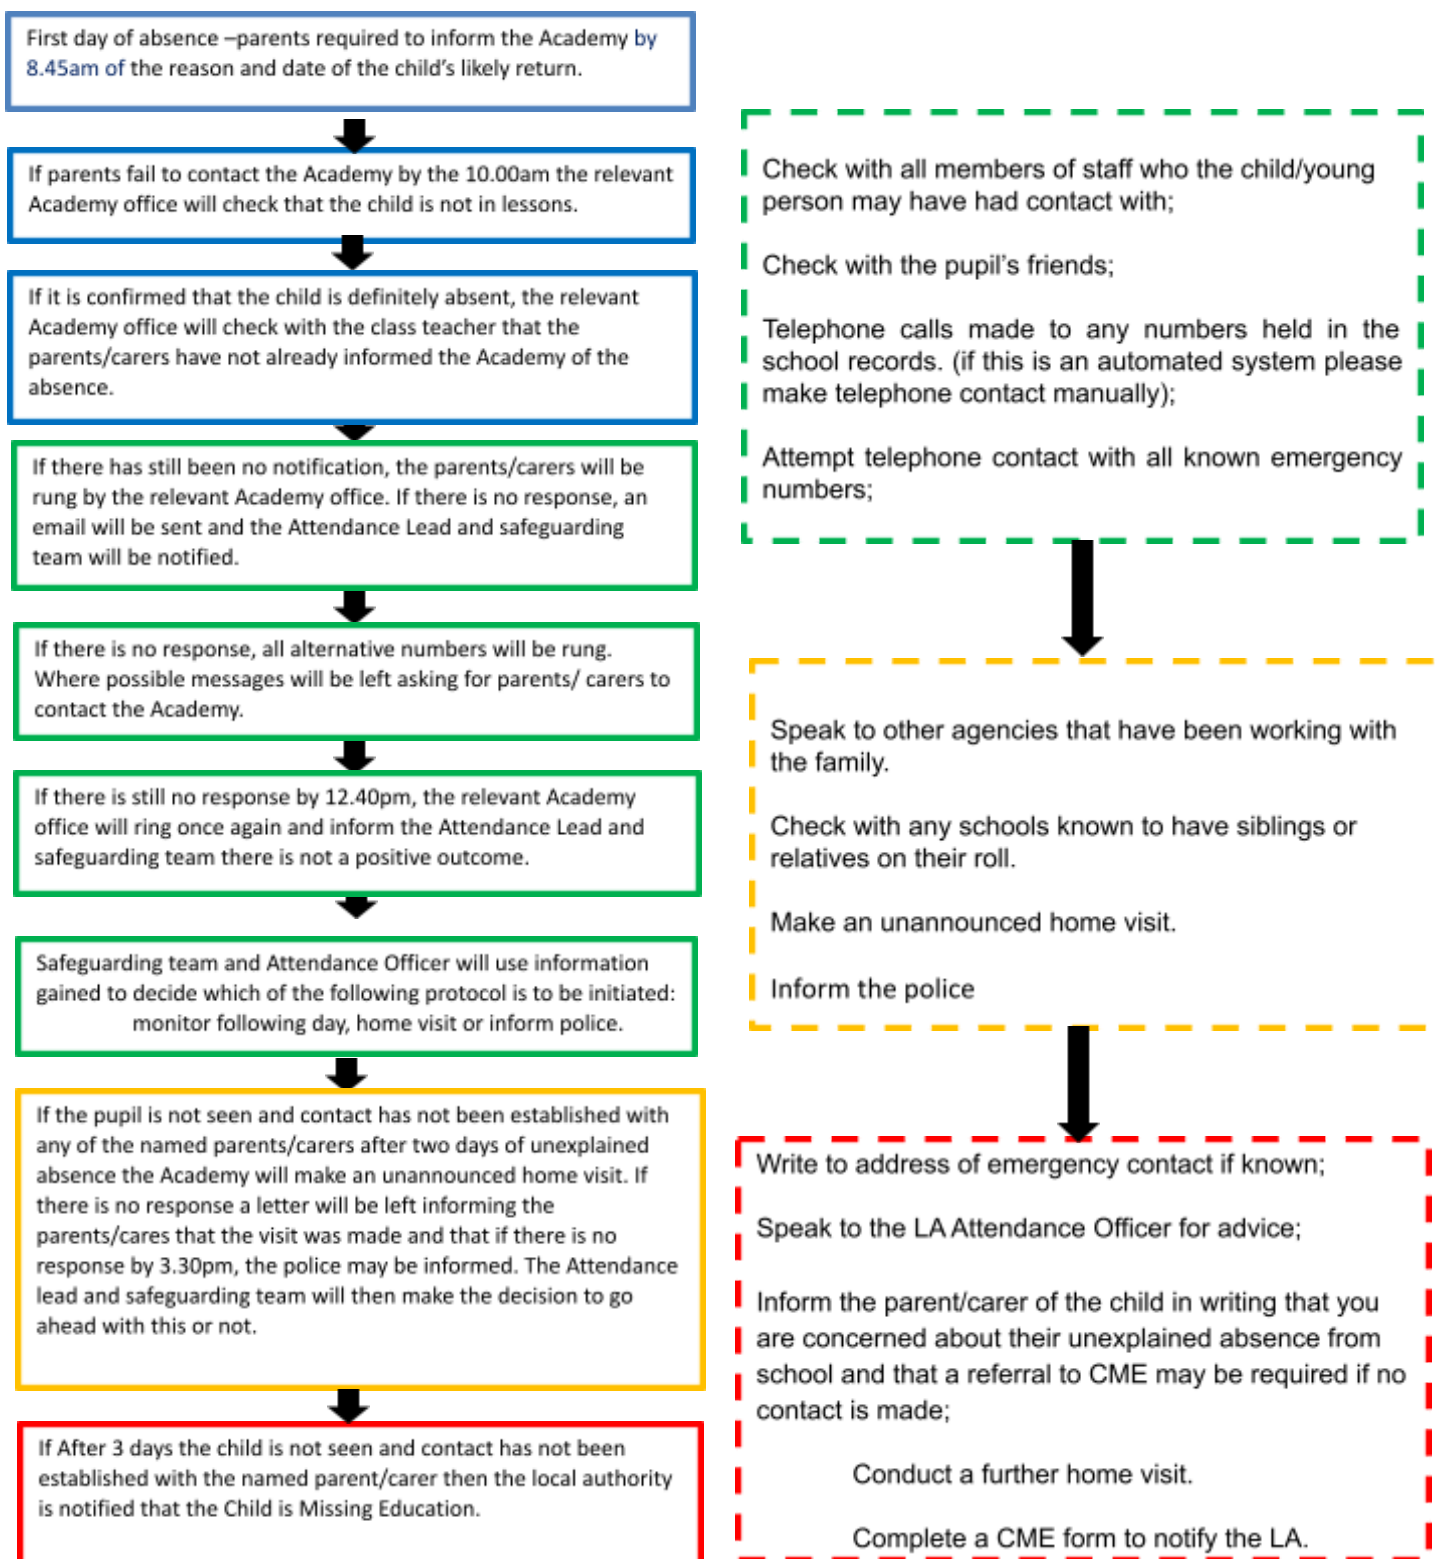 First day of absence –parents required to inform the Academy by
8.45am of the reason and date of the child's likely return.
If parents fail to contact the Academy by the 10.00am the relevant
Academy office will check that the child is not in lessons.
If it is confirmed that the child is definitely absent, the relevant
Academy office will check with the class teacher that the
parents/carers have not already informed the Academy of the
absence.
If there has still been no notification, the parents/carers will be
rung by the relevant Academy office. If there is no response, an
email will be sent and the Attendance Lead and safeguarding
team will be notified.
If there is no response, all alternative numbers will be rung.
Where possible messages will be left asking for parents/ carers to
contact the Academy.
If there is still no response by 12.40pm, the relevant Academy
office will ring once again and inform the Attendance Lead and
safeguarding team there is not a positive outcome.
Safeguarding team and Attendance Officer will use information
gained to decide which of the following protocol is to be initiated:
monitor following day, home visit or inform police.
If the pupil is not seen and contact has not been established with
any of the named parents/carers after two days of unexplained
absence the Academy will make an unannounced home visit. If
there is no response a letter will be left informing the
parents/cares that the visit was made and that if there is no
response by 3.30pm, the police may be informed. The Attendance
lead and safeguarding team will then make the decision to go
ahead with this or not.
If After 3 days the child is not seen and contact has not been
established with the named parent/carer then the local authority
is notified that the Child is Missing Education.
Check with all members of staff who the child/young
person may have had contact with;
Check with the pupil's friends;
Telephone calls made to any numbers held in the
school records. (if this is an automated system please
make telephone contact manually);
Attempt telephone contact with all known emergency
numbers;
Speak to other agencies that have been working with
the family.
Check with any schools known to have siblings or
relatives on their roll.
Make an unannounced home visit.
Inform the police
Write to address of emergency contact if known;
Speak to the LA Attendance Officer for advice;
Inform the parent/carer of the child in writing that you
are concerned about their unexplained absence from
school and that a referral to CME may be required if no
contact is made;
Conduct a further home visit.
Complete a CME form to notify the LA.